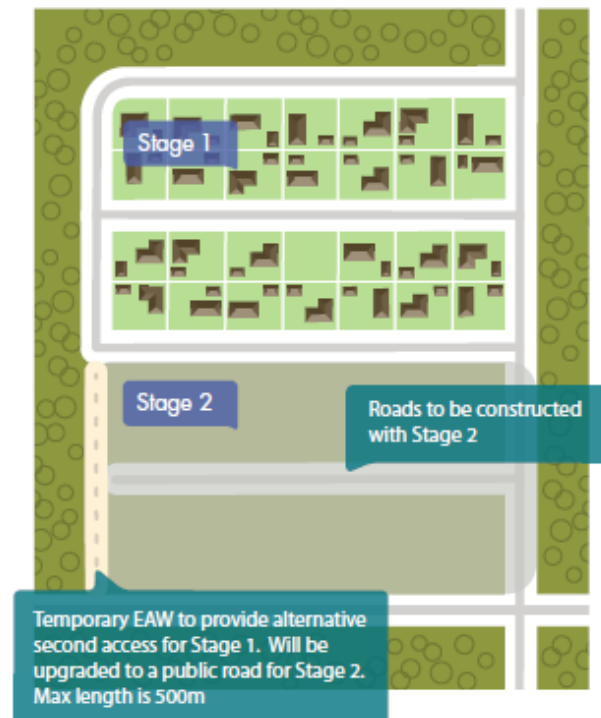 Stage 1
Stage 2
Roads to be constructed
with Stage 2
Temporary EAW to provide alternative
second access for Stage 1. Will be
upgraded to a public road for Stage 2.
Max length is 500m